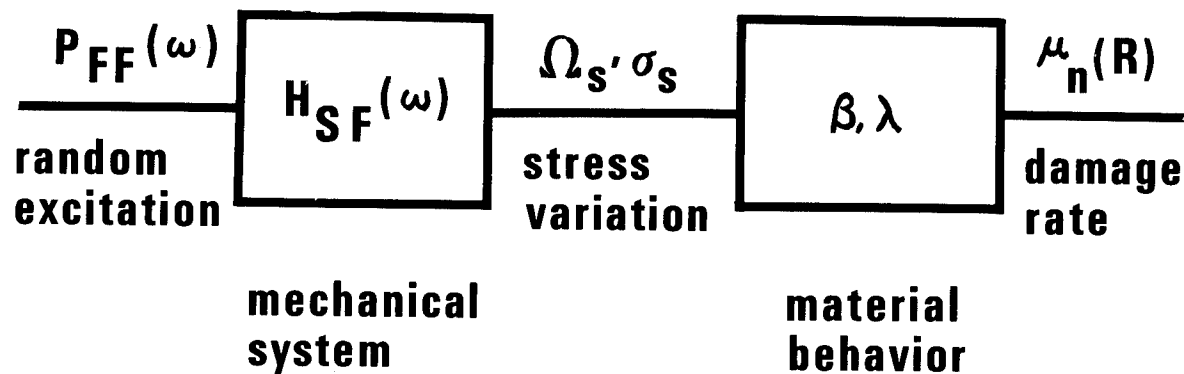 P_FF(ω)
random
excitation
H_SF(ω)
mechanical
system
Ω_s, σ_s
stress
variation
β, λ
material
behavior
μ_n(R)
damage
rate